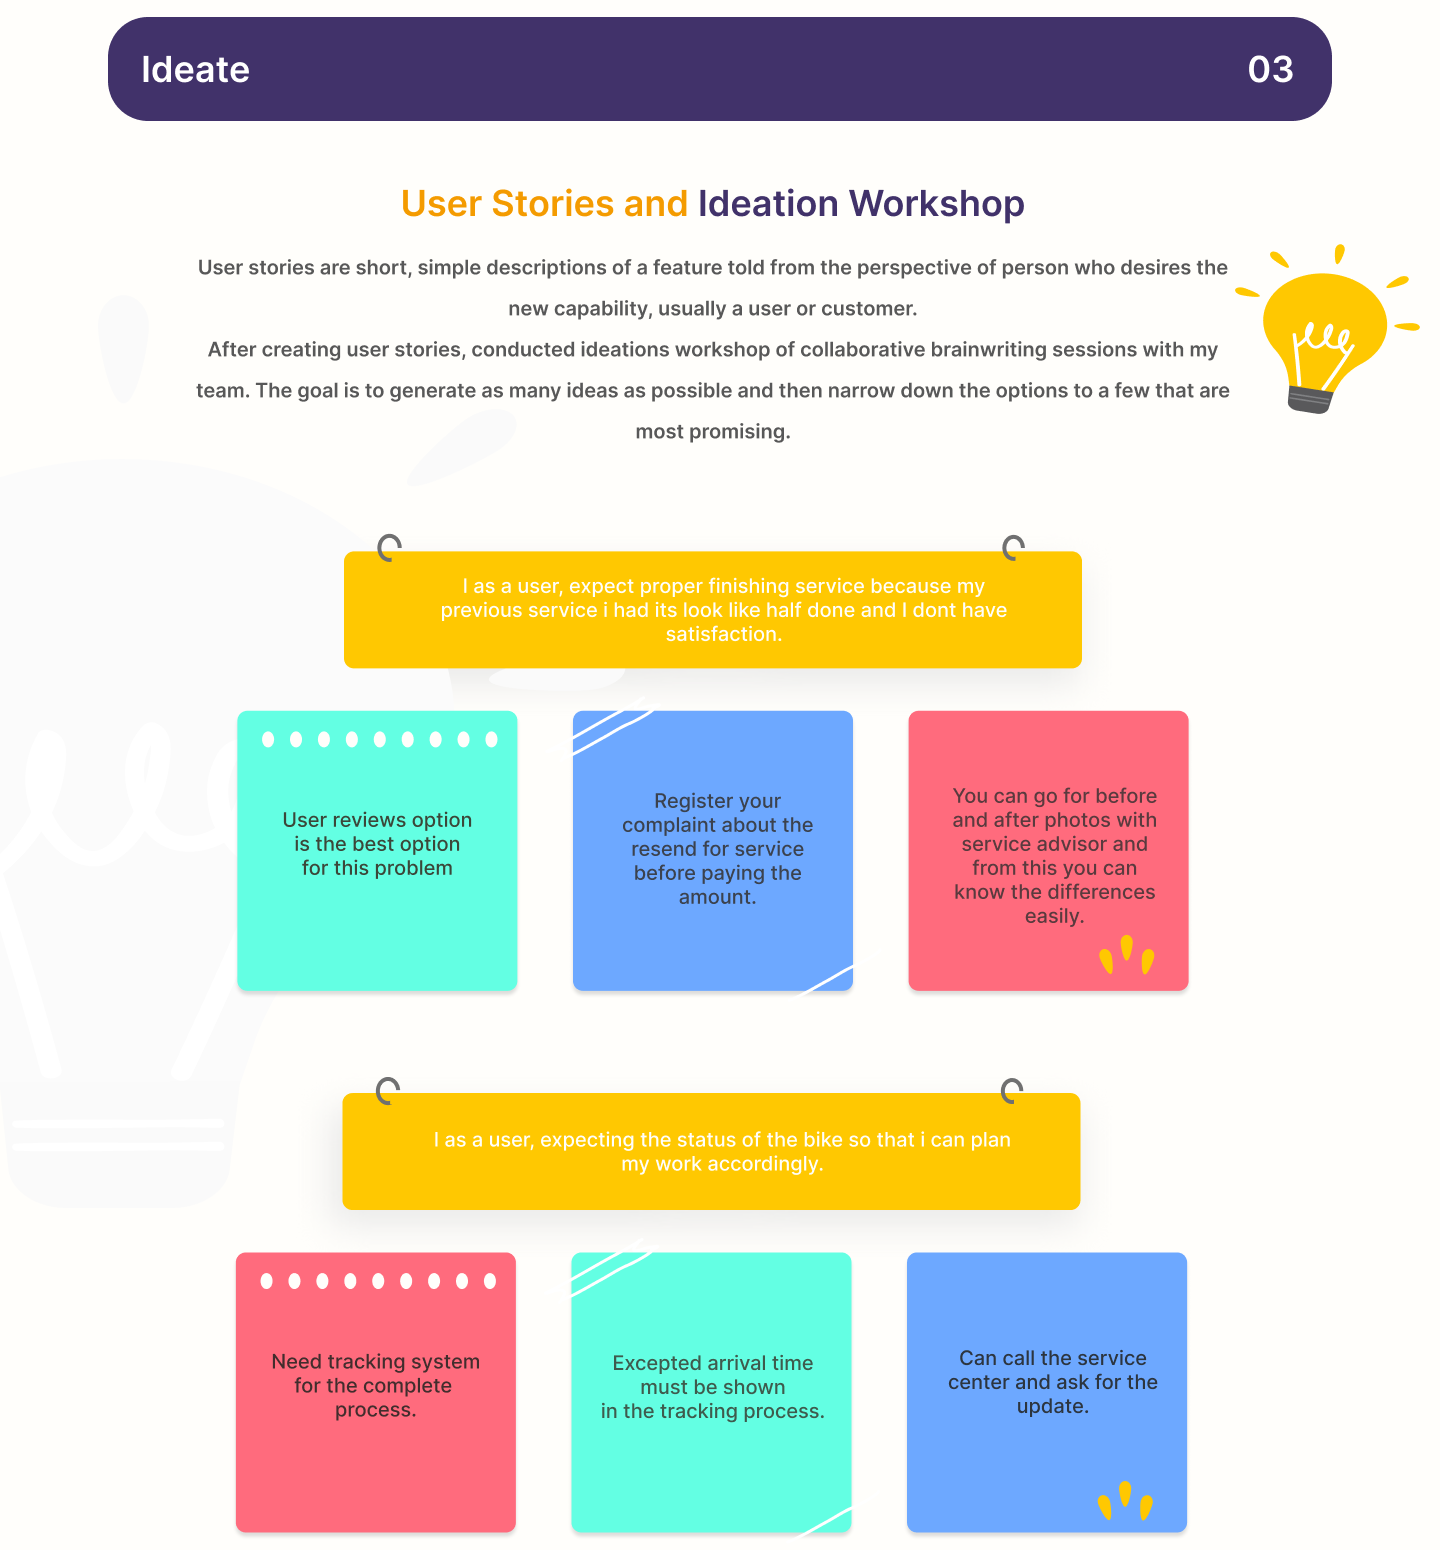 Ideate
03
User Stories and Ideation Workshop
User stories are short, simple descriptions of a feature told from the perspective of person who desires the
new capability, usually a user or customer.
After creating user stories, conducted ideations workshop of collaborative brainwriting sessions with my
team. The goal is to generate as many ideas as possible and then narrow down the options to a few that are
most promising.
I as a user, expect proper finishing service because my
previous service i had its look like half done and I dont have
satisfaction.
User reviews option
is the best option
for this problem
Register your
complaint about the
resend for service
before paying the
amount.
You can go for before
and after photos with
service advisor and
from this you can
know the differences
easily.
I as a user, expecting the status of the bike so that i can plan
my work accordingly.
Need tracking system
for the complete
process.
Excepted arrival time
must be shown
in the tracking process.
Can call the service
center and ask for the
update.